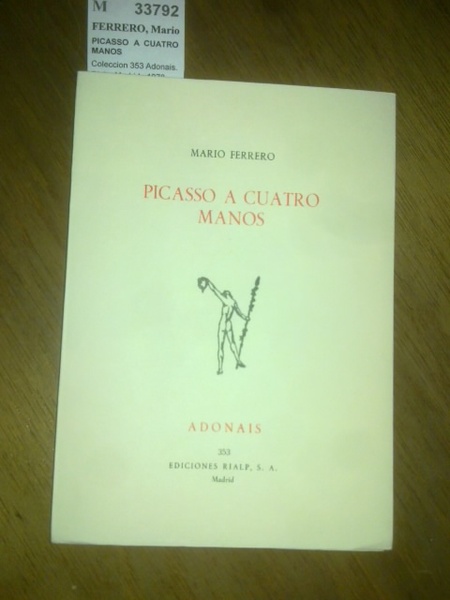 M 33792
FERRERO, Mario
PICASSO A CUATRO
MANOS
Coleccion 353 Adonais.
MARIO FERRERO
PICASSO A CUATRO
MANOS
ADONAIS
353
EDICIONES RIALP, S. A.
Madrid